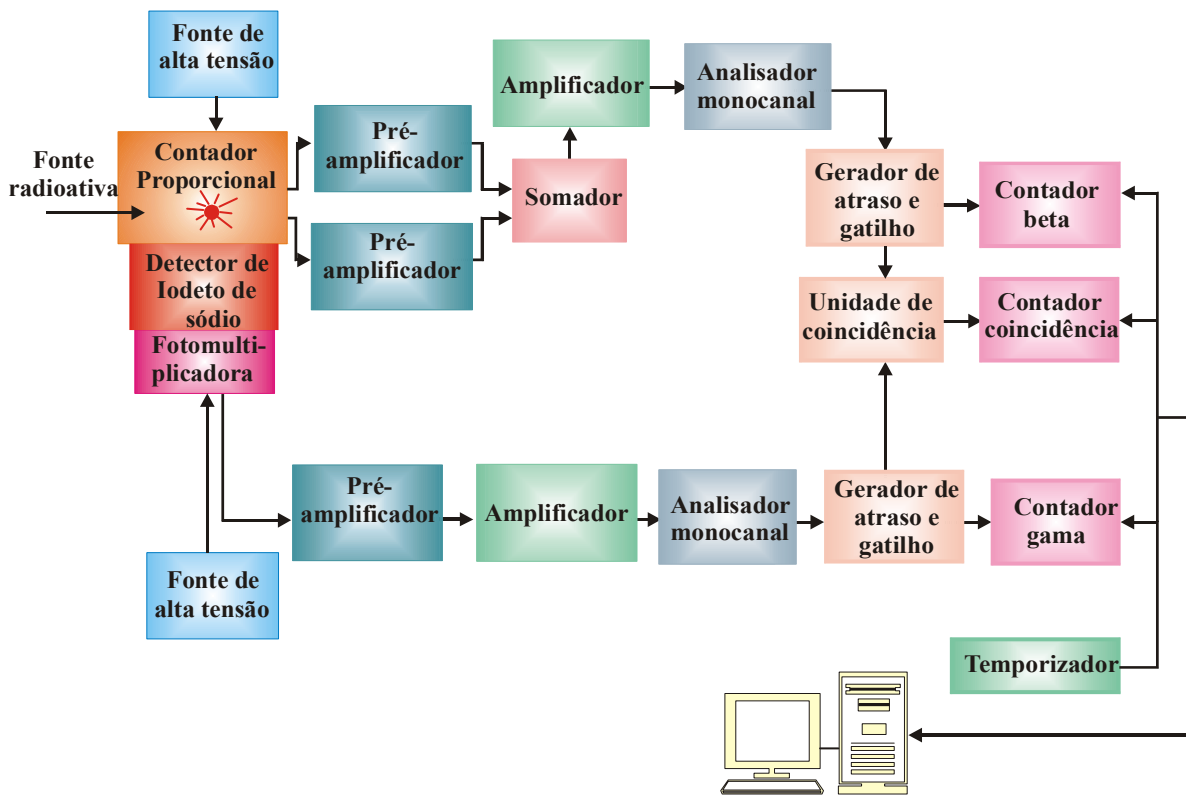 Fonte de
alta tensão
Fonte
radioativa
Contador
Proporcional
Detector de
Iodeto de
sódio
Fotomulti-
plicadora
Pré-
amplificador
Pré-
amplificador
Somador
Amplificador
Analisador
monocanal
Gerador de
atraso e
gatilho
Contador
beta
Unidade de
coincidência
Contador
coincidência
Fonte de
alta tensão
Pré-
amplificador
Amplificador
Analisador
monocanal
Gerador de
atraso e
gatilho
Contador
gama
Temporizador